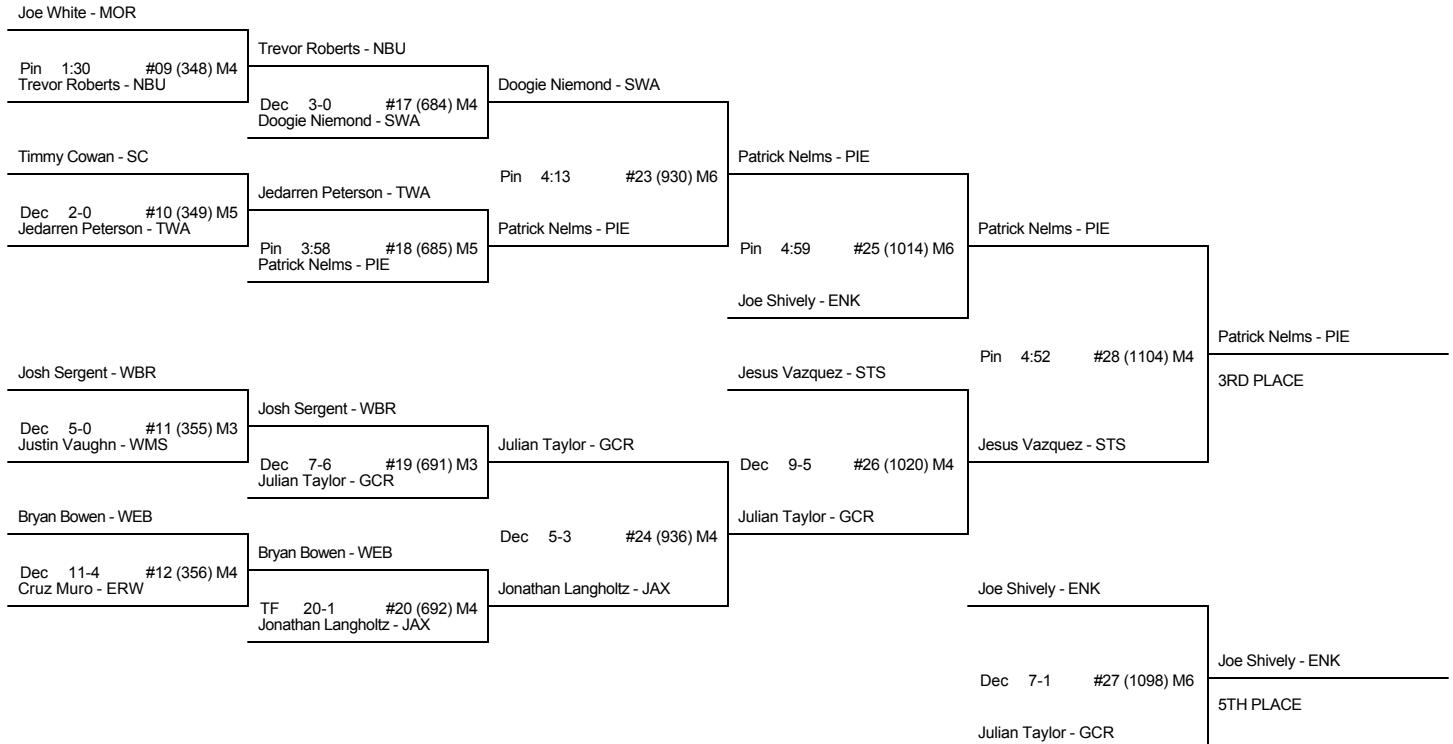 Joe White - MOR
Pin 1:30 #09 (348) M4
Trevor Roberts - NBU
Timmy Cowan - SC
Dec 2-0 #10 (349) M5
Jedarren Peterson - TWA
Josh Sergent - WBR
Dec 5-0 #11 (355) M3
Justin Vaughn - WMS
Bryan Bowen - WEB
Dec 11-4 #12 (356) M4
Cruz Muro - ERW
Trevor Roberts - NBU
Dec 3-0 #17 (684) M4
Doogie Niemond - SWA
Jedarren Peterson - TWA
Pin 3:58 #18 (685) M5
Patrick Nelms - PIE
Josh Sergent - WBR
Dec 7-6 #19 (691) M3
Julian Taylor - GCR
Bryan Bowen - WEB
TF 20-1 #20 (692) M4
Jonathan Langholtz - JAX
Doogie Niemond - SWA
Pin 4:13 #23 (930) M6
Patrick Nelms - PIE
Julian Taylor - GCR
Dec 5-3 #24 (936) M4
Jonathan Langholtz - JAX
Patrick Nelms - PIE
Pin 4:59 #25 (1014) M6
Joe Shively - ENK
Jesus Vazquez - STS
Dec 9-5 #26 (1020) M4
Julian Taylor - GCR
Patrick Nelms - PIE
Pin 4:52 #28 (1104) M4
Jesus Vazquez - STS
Joe Shively - ENK
Dec 7-1 #27 (1098) M6
Julian Taylor - GCR
Patrick Nelms - PIE
3RD PLACE
Joe Shively - ENK
5TH PLACE